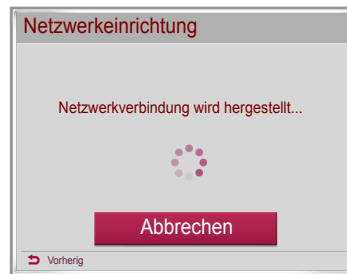 Netzwerkeinrichtung
Netzwerkverbindung wird hergestellt...
Abbrechen
Vorherig